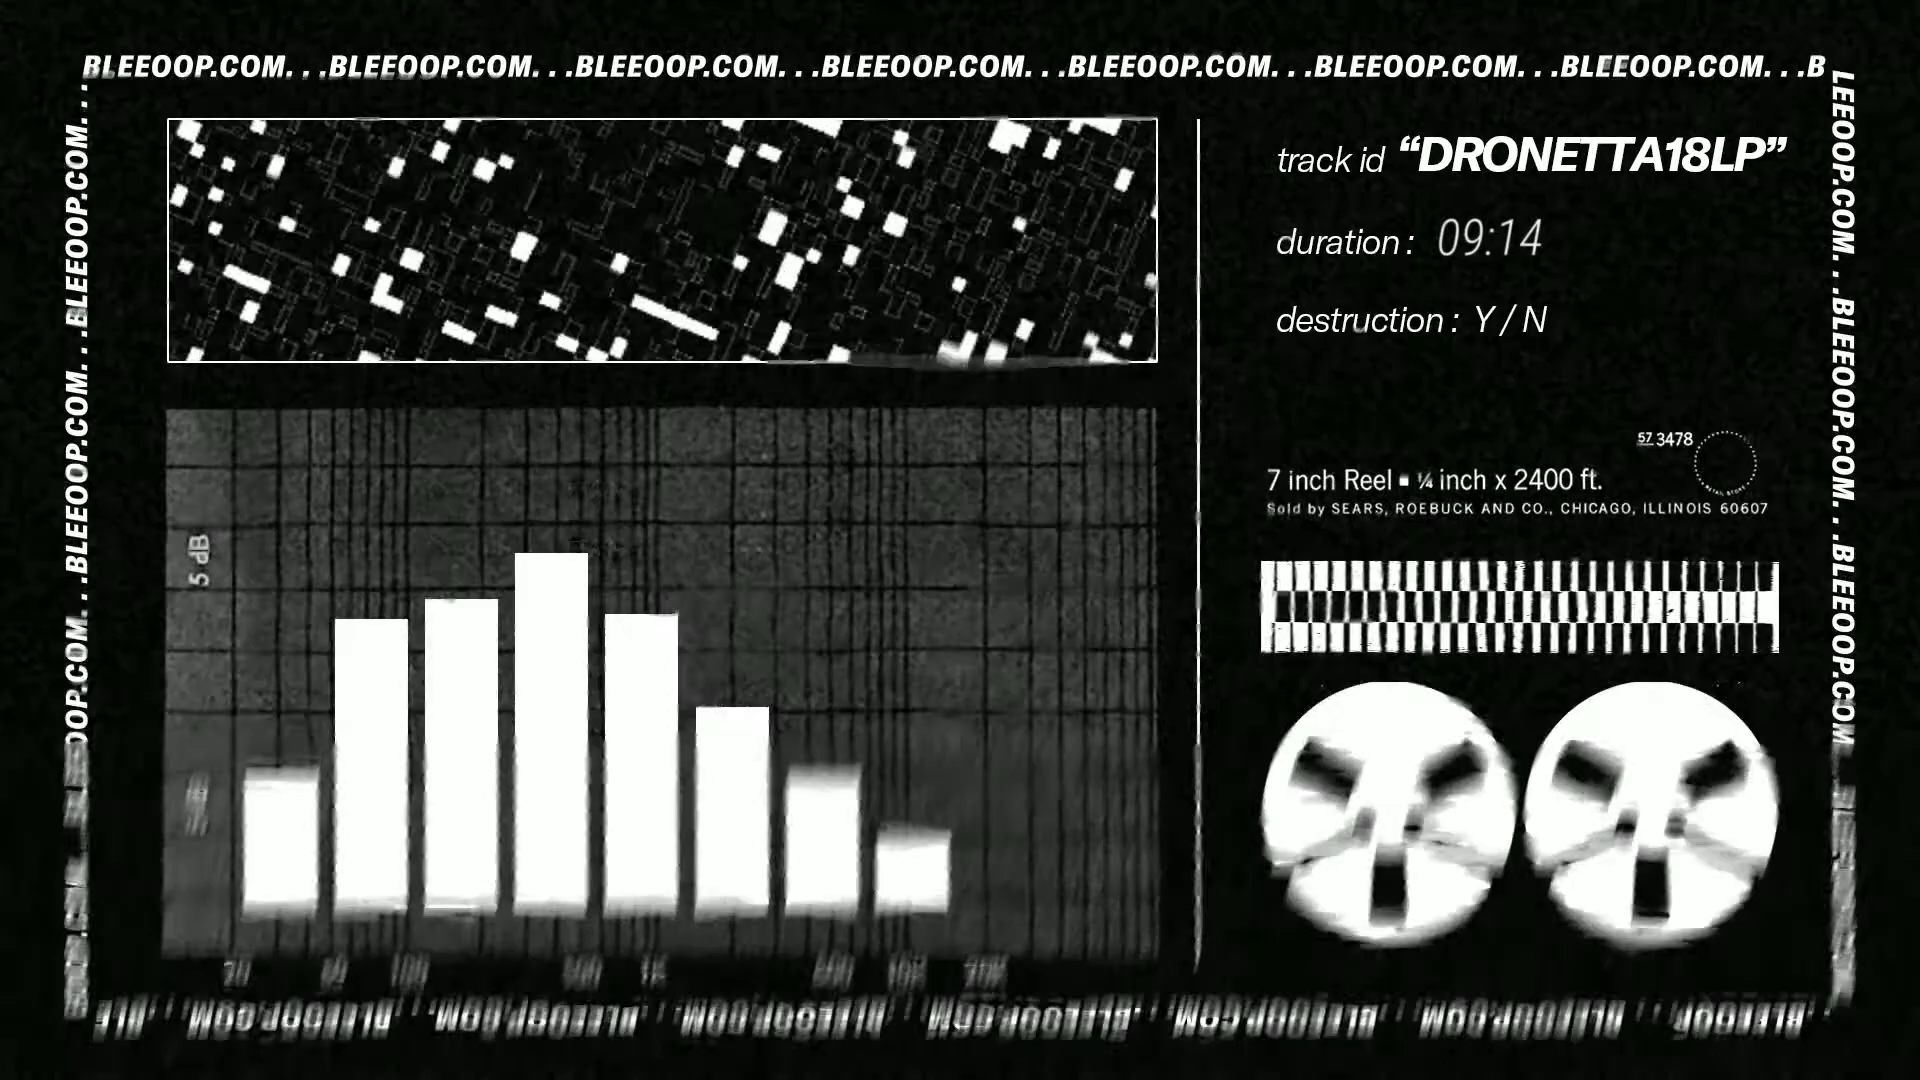 BLEEOOP.COM. . .BLEEOOP.COM. . .BLEEOOP.COM. . .BLEEOOP.COM. . .BLEEOOP.COM. . .BLEEOOP.COM. . .BLEEOOP.COM. . .B
LEEOOP.COM. . .BLEEOOP.COM. . .BLEEOOP.COM
OOP.COM. . .BLEEOOP.COM. . .BLEEOOP.COM. . .
track id “DRONETTA18LP”
duration : 09:14
destruction : Y / N
57 3478
7 inch Reel ▪ ¼ inch x 2400 ft.
Sold by SEARS, ROEBUCK AND CO., CHICAGO, ILLINOIS 60607
5 dB